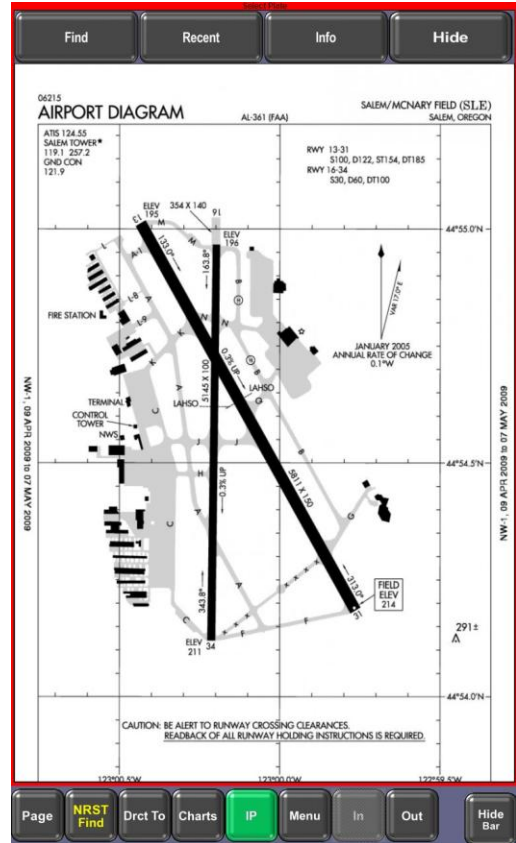 Select Plate
Find
Recent
Info
Hide
06215
AIRPORT DIAGRAM
AL-361 (FAA)
SALEM/MCNARY FIELD (SLE)
SALEM, OREGON
ATIS 124.55
SALEM TOWER★
119.1 257.2
GND CON
121.9
RWY 13-31
S100, D122, ST154, DT185
RWY 16-34
S30, D60, DT100
ELEV
195
354 X 140
16
13
ELEV
196
44°55.0'N
133.0°
163.8°
VAR 17.0° E
JANUARY 2005
ANNUAL RATE OF CHANGE
0.1°W
L
M
M
A-1
L-8
A
L-9
B
H
K
N
N
K
H
B
FIRE STATION
0.3% UP
5145 X 100
A
LAHSO
LAHSO
G
TERMINAL
C
CONTROL
TOWER
NWS
J
J
B
44°54.5'N
H
0.3% UP
5811 X 150
A
C
G
343.8°
A
313.0°
FIELD
ELEV
214
31
C
F
F
ELEV
211
34
291±
44°54.0'N
CAUTION: BE ALERT TO RUNWAY CROSSING CLEARANCES.
READBACK OF ALL RUNWAY HOLDING INSTRUCTIONS IS REQUIRED.
NW-1, 09 APR 2009 to 07 MAY 2009
NW-1, 09 APR 2009 to 07 MAY 2009
123°00.5'W
123°00.0'W
122°59.5'W
Page
NRST
Find
Drct To
Charts
IP
Menu
In
Out
Hide
Bar